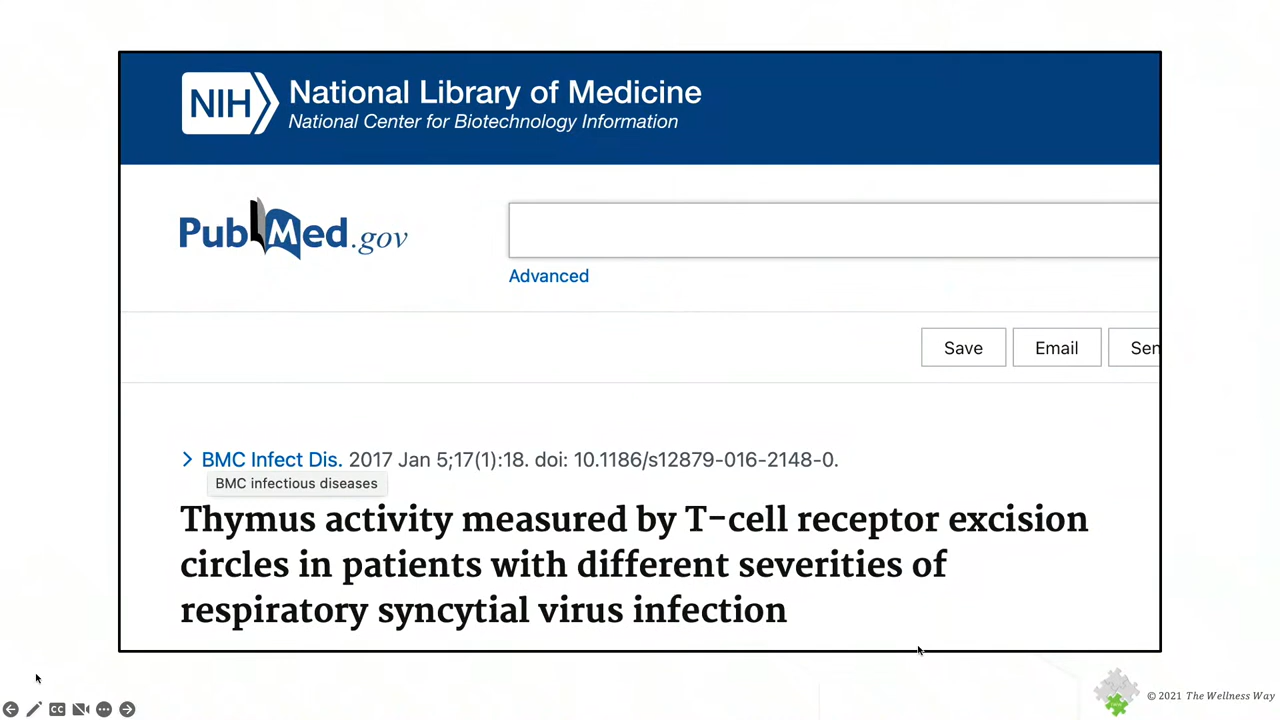 NIH National Library of Medicine
National Center for Biotechnology Information
PubMed.gov
Advanced
Save Email Sen
BMC Infect Dis. 2017 Jan 5;17(1):18. doi: 10.1186/s12879-016-2148-0.
BMC infectious diseases
Thymus activity measured by T-cell receptor excision
circles in patients with different severities of
respiratory syncytial virus infection
CC
© 2021 The Wellness Way